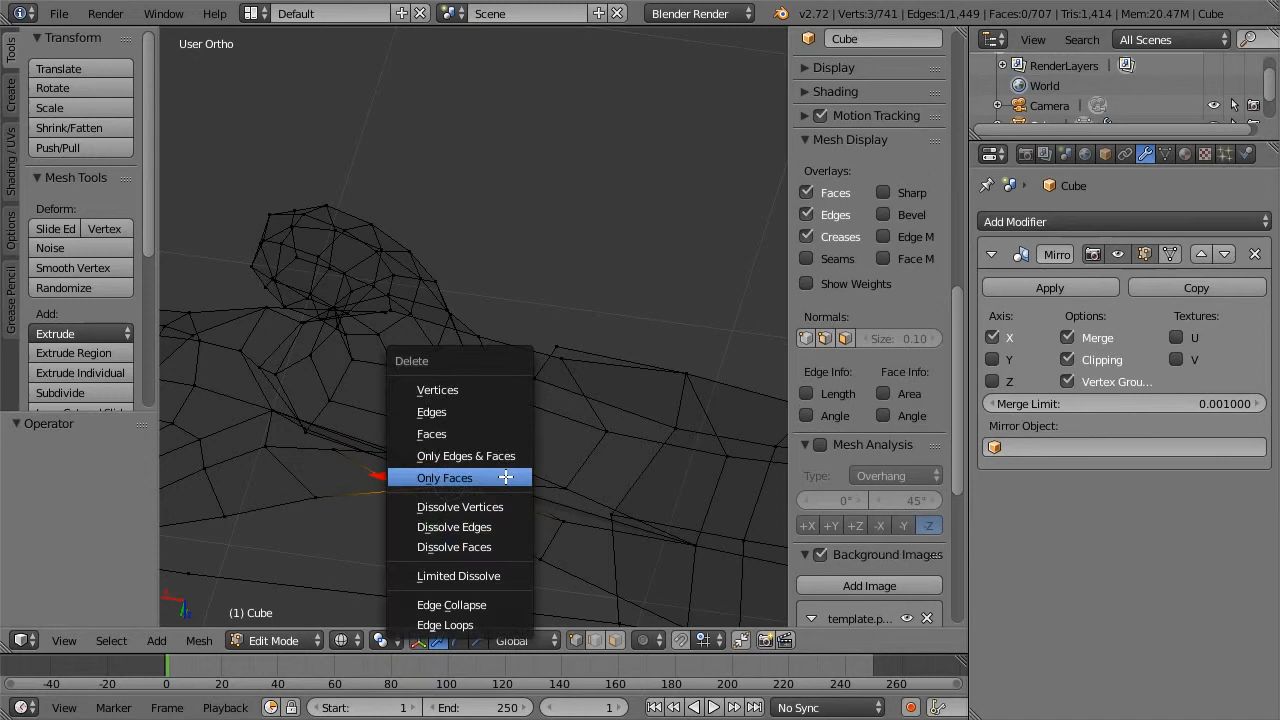 File Render Window Help Default Scene Blender Render v2.72 | Verts:3/741 | Edges:1/1,449 | Faces:0/707 | Tris:1,414 | Mem:20.47M | Cube
Tools
Create
Shading / UVs
Options
Grease Pencil
Transform
Translate
Rotate
Scale
Shrink/Fatten
Push/Pull
Mesh Tools
Deform:
Slide Ed Vertex
Noise
Smooth Vertex
Randomize
Add:
Extrude
Extrude Region
Extrude Individual
Subdivide
Operator
User Ortho
Delete
Vertices
Edges
Faces
Only Edges & Faces
Only Faces
Dissolve Vertices
Dissolve Edges
Dissolve Faces
Limited Dissolve
Edge Collapse
Edge Loops
(1) Cube
Cube
Display
Shading
Motion Tracking
Mesh Display
Overlays:
Faces Sharp
Edges Bevel
Creases Edge M
Seams Face M
Show Weights
Normals:
Size: 0.10
Edge Info: Face Info:
Length Area
Angle Angle
Mesh Analysis
Type: Overhang
0° 45°
+X +Y +Z -X -Y -Z
Background Images
Add Image
template.p...
View Search All Scenes
RenderLayers
World
Camera
Cube
Add Modifier
Mirro
Apply Copy
Axis: Options: Textures:
X Merge U
Y Clipping V
Z Vertex Grou...
Merge Limit: 0.001000
Mirror Object:
View Select Add Mesh Edit Mode Global
-40 -20 0 20 40 60 80 100 120 140 160 180 200 220 240 260
View Marker Frame Playback Start: 1 End: 250 1 No Sync